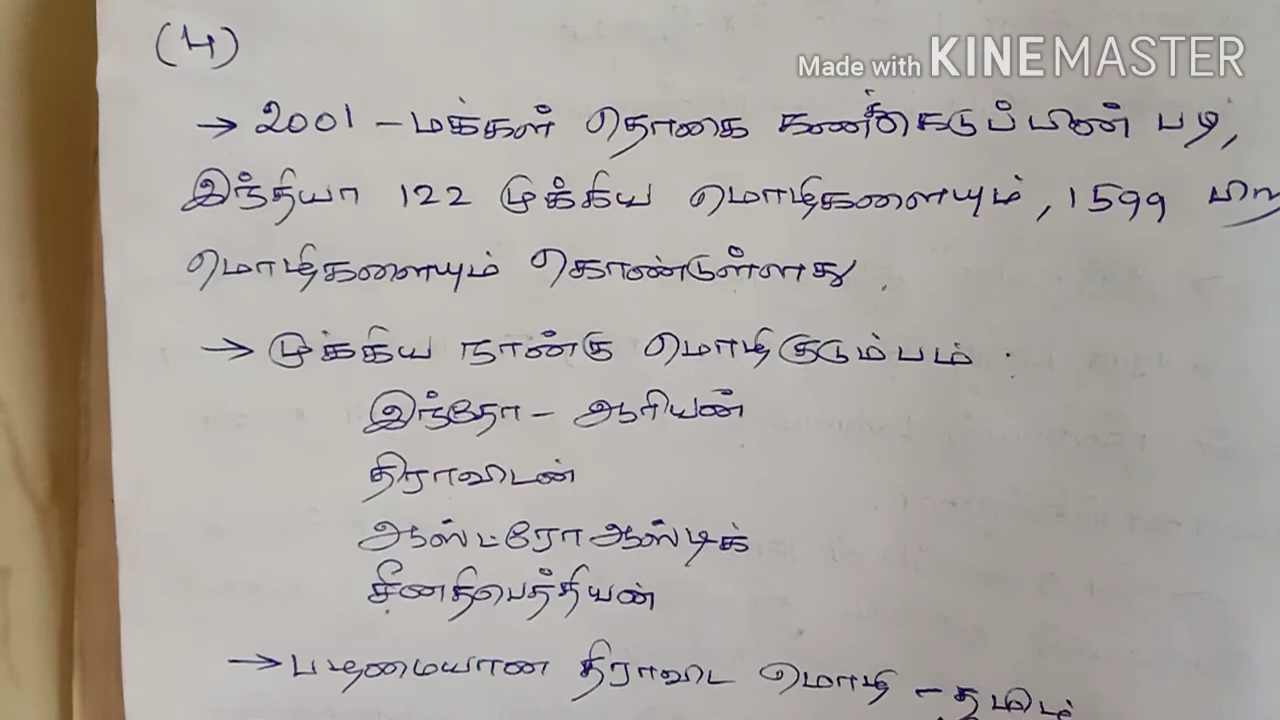 (4)
Made with KINEMASTER
→ 2001 – மக்கள் தொகை கணக்கெடுப்பின் படி,
இந்தியா 122 முக்கிய மொழிகளையும், 1599 பிற
மொழிகளையும் கொண்டுள்ளது.
→ முக்கிய நான்கு மொழிகுடும்பம்.
இந்தோ – ஆரியன்
திராவிடன்
ஆஸ்ட்ரோ ஆஸ்டிக்
சீனதிபெத்தியன்
→ பழமையான திராவிட மொழி – தமிழ்